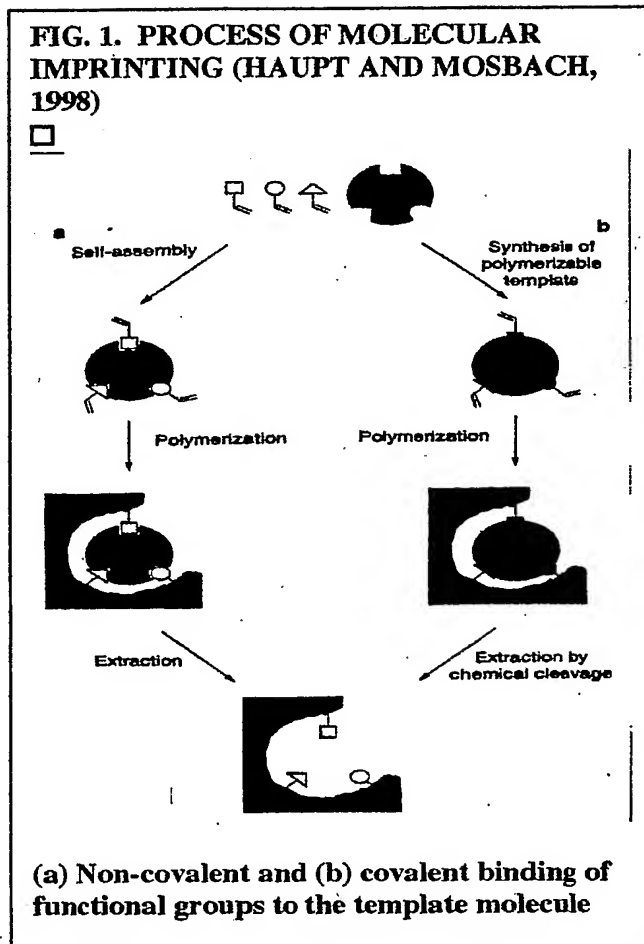 FIG. 1. PROCESS OF MOLECULAR
IMPRINTING (HAUPT AND MOSBACH,
1998)
a
b
Self-assembly
Synthesis of
polymerizable
template
Polymerization
Polymerization
Extraction
Extraction by
chemical cleavage
(a) Non-covalent and (b) covalent binding of
functional groups to the template molecule